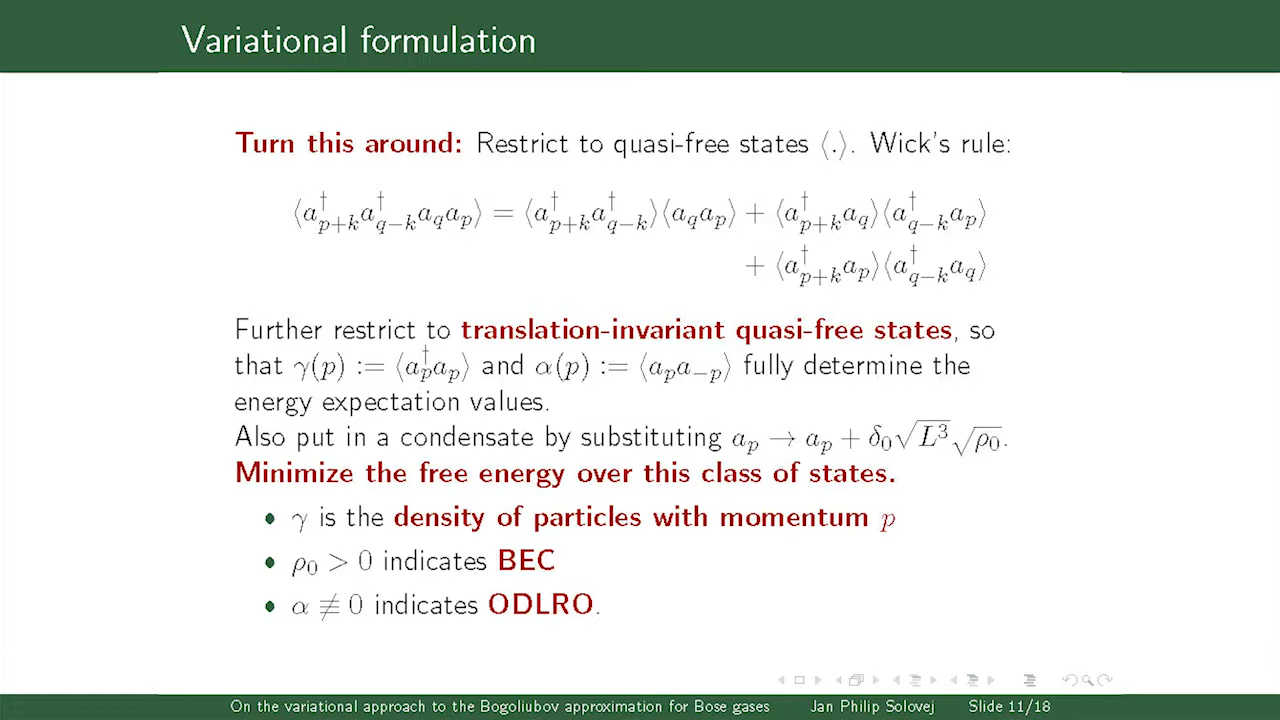 Variational formulation
Turn this around: Restrict to quasi-free states ⟨.⟩. Wick's rule:
⟨a†_{p+k}a†_{q−k}a_q a_p⟩ = ⟨a†_{p+k}a†_{q−k}⟩⟨a_q a_p⟩ + ⟨a†_{p+k}a_q⟩⟨a†_{q−k}a_p⟩
+ ⟨a†_{p+k}a_p⟩⟨a†_{q−k}a_q⟩
Further restrict to translation-invariant quasi-free states, so
that γ(p) := ⟨a†_p a_p⟩ and α(p) := ⟨a_p a_{−p}⟩ fully determine the
energy expectation values.
Also put in a condensate by substituting a_p → a_p + δ_0√L³√ρ_0.
Minimize the free energy over this class of states.
• γ is the density of particles with momentum p
• ρ_0 > 0 indicates BEC
• α ≢ 0 indicates ODLRO.
On the variational approach to the Bogoliubov approximation for Bose gases Jan Philip Solovej Slide 11/18